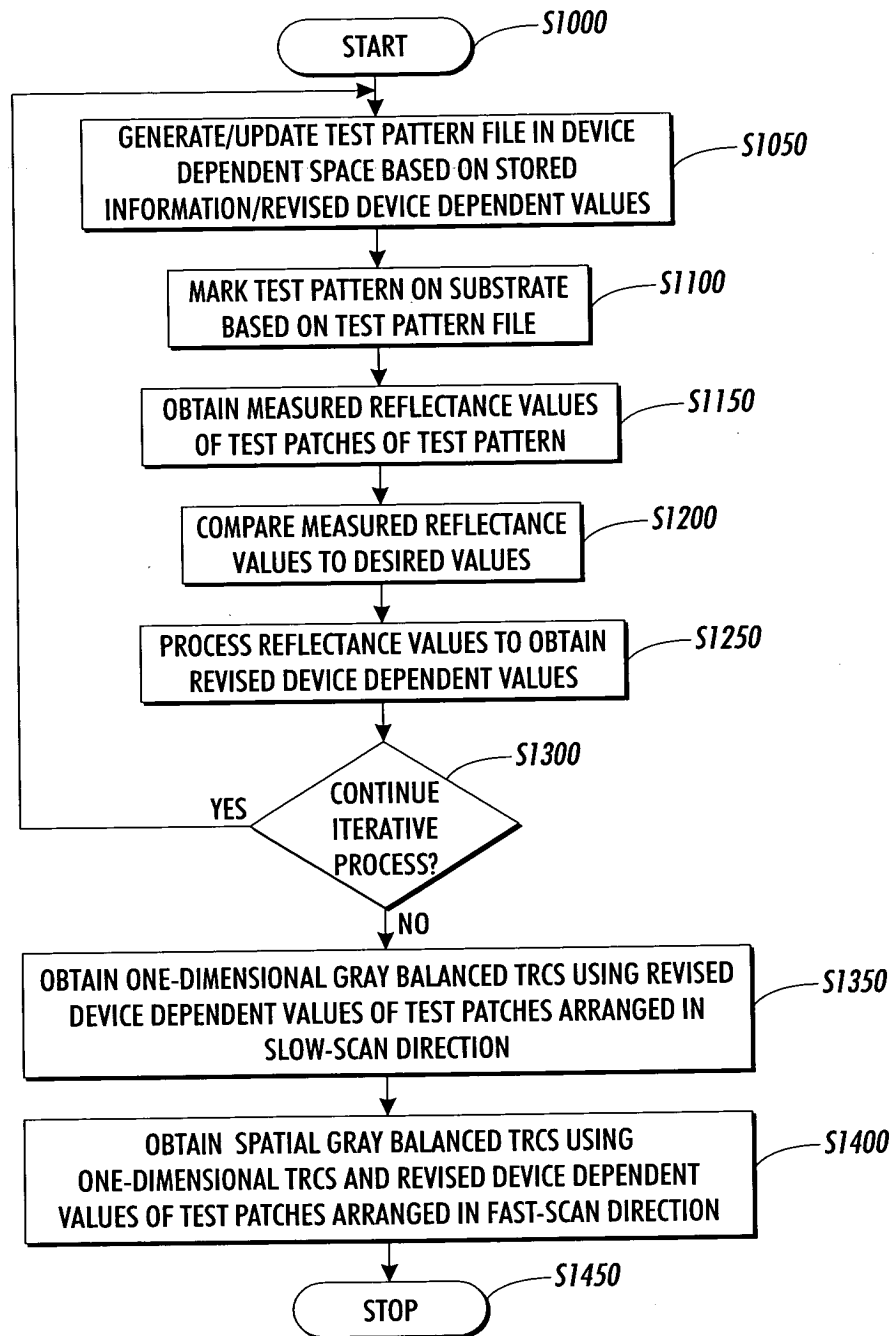 START
S1000
GENERATE/UPDATE TEST PATTERN FILE IN DEVICE
DEPENDENT SPACE BASED ON STORED
INFORMATION/REVISED DEVICE DEPENDENT VALUES
S1050
MARK TEST PATTERN ON SUBSTRATE
BASED ON TEST PATTERN FILE
S1100
OBTAIN MEASURED REFLECTANCE VALUES
OF TEST PATCHES OF TEST PATTERN
S1150
COMPARE MEASURED REFLECTANCE
VALUES TO DESIRED VALUES
S1200
PROCESS REFLECTANCE VALUES TO OBTAIN
REVISED DEVICE DEPENDENT VALUES
S1250
CONTINUE
ITERATIVE
PROCESS?
S1300
YES
NO
OBTAIN ONE-DIMENSIONAL GRAY BALANCED TRCS USING REVISED
DEVICE DEPENDENT VALUES OF TEST PATCHES ARRANGED IN
SLOW-SCAN DIRECTION
S1350
OBTAIN SPATIAL GRAY BALANCED TRCS USING
ONE-DIMENSIONAL TRCS AND REVISED DEVICE DEPENDENT
VALUES OF TEST PATCHES ARRANGED IN FAST-SCAN DIRECTION
S1400
STOP
S1450